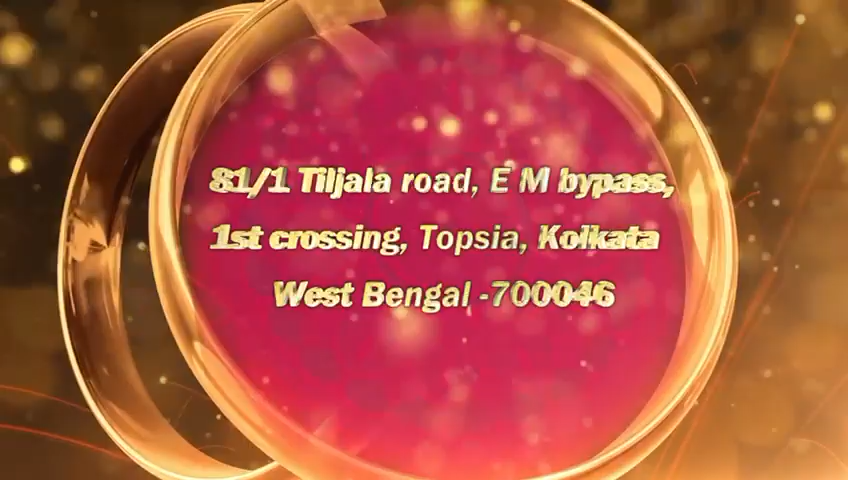 81/1 Tiljala road, E M bypass,
1st crossing, Topsia, Kolkata
West Bengal -700046